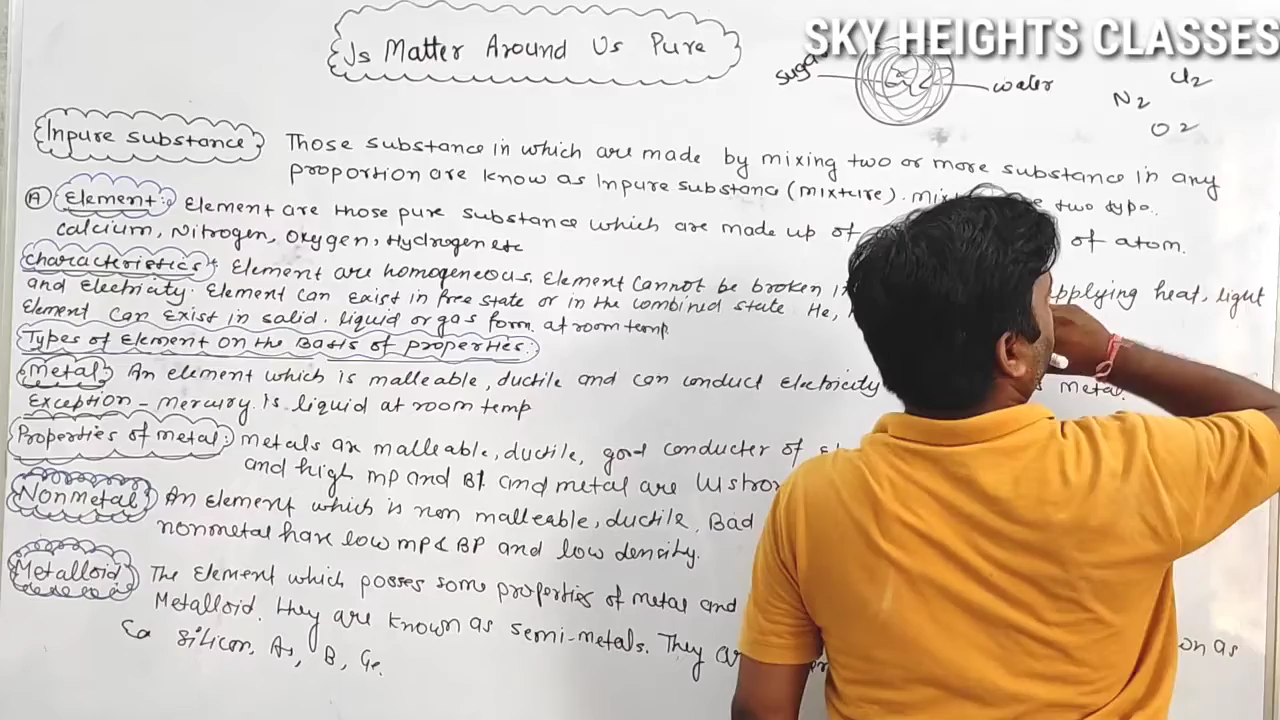 SKY HEIGHTS CLASSES
Is Matter Around Us Pure
sugar
water
N2
Cl2
O2
Inpure substance
Those substance in which are made by mixing two or more substance in any
proportion are know as Inpure substance (mixture). two type.
(A) Element: Element are those pure substance which are made up of of atom.
calcium, Nitrogen, Oxygen, Hydrogen etc
Characteristics: Element are homogeneous. Element cannot be broken applying heat, light
and Electricity. Element can Exist in free state or in the combined state. He,
Element can Exist in solid. liquid or gas form. at room temp
Types of Element on the Basis of properties:
Metal: An element which is malleable, ductile and can conduct Electricity metal.
Exception - mercury. is liquid at room temp
Properties of metal: metals are malleable, ductile, good conducter of
and high mp and BP. and metal are
Nonmetal An Element which is non malleable, ductile, Bad
nonmetal have low mp & BP and low density.
Metalloid The Element which posses some properties of metal and on as
Metalloid. they are known as semi-metals. They
Ex Silicon, As, B, Ge.